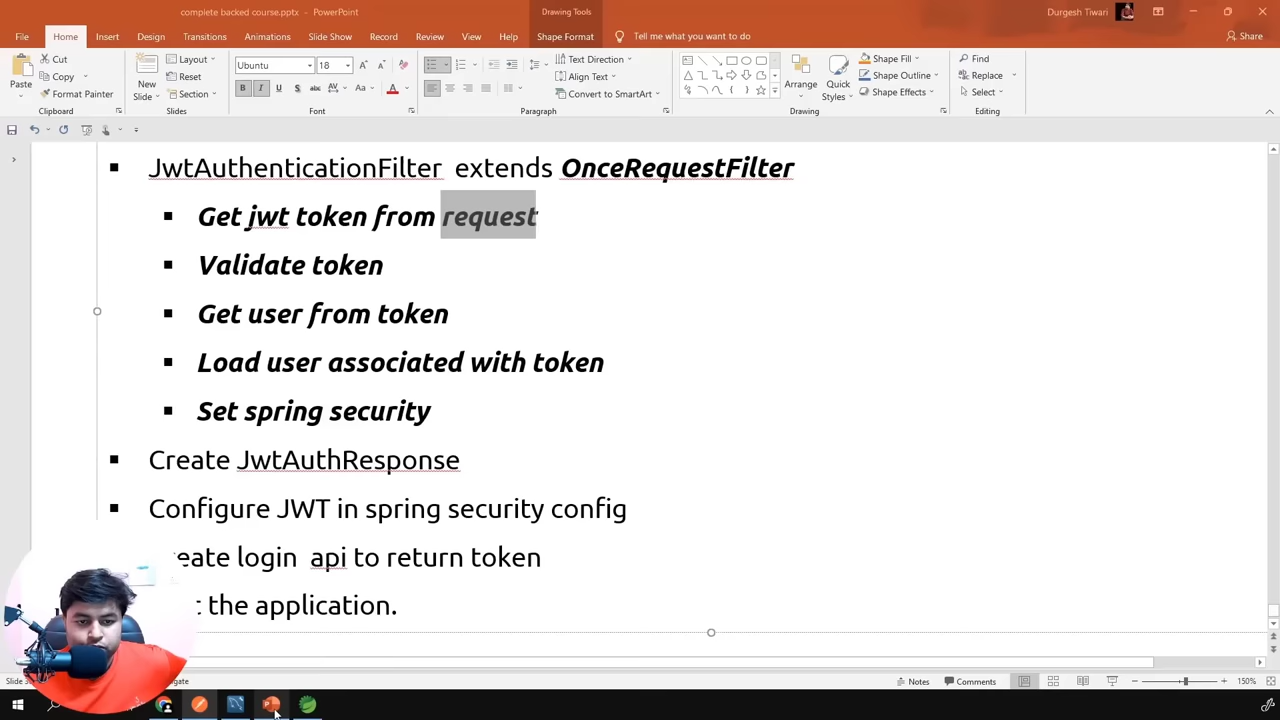 complete backed course.pptx - PowerPoint
Drawing Tools
Durgesh Tiwari
File Home Insert Design Transitions Animations Slide Show Record Review View Help Shape Format Tell me what you want to do Share
Paste
Cut
Copy
Format Painter
Clipboard
New Slide
Layout
Reset
Section
Slides
Ubuntu 18
Font
Text Direction
Align Text
Convert to SmartArt
Paragraph
Arrange
Quick Styles
Shape Fill
Shape Outline
Shape Effects
Drawing
Find
Replace
Select
Editing
JwtAuthenticationFilter extends OnceRequestFilter
Get jwt token from request
Validate token
Get user from token
Load user associated with token
Set spring security
Create JwtAuthResponse
Configure JWT in spring security config
eate login api to return token
t the application.
Notes Comments 150%